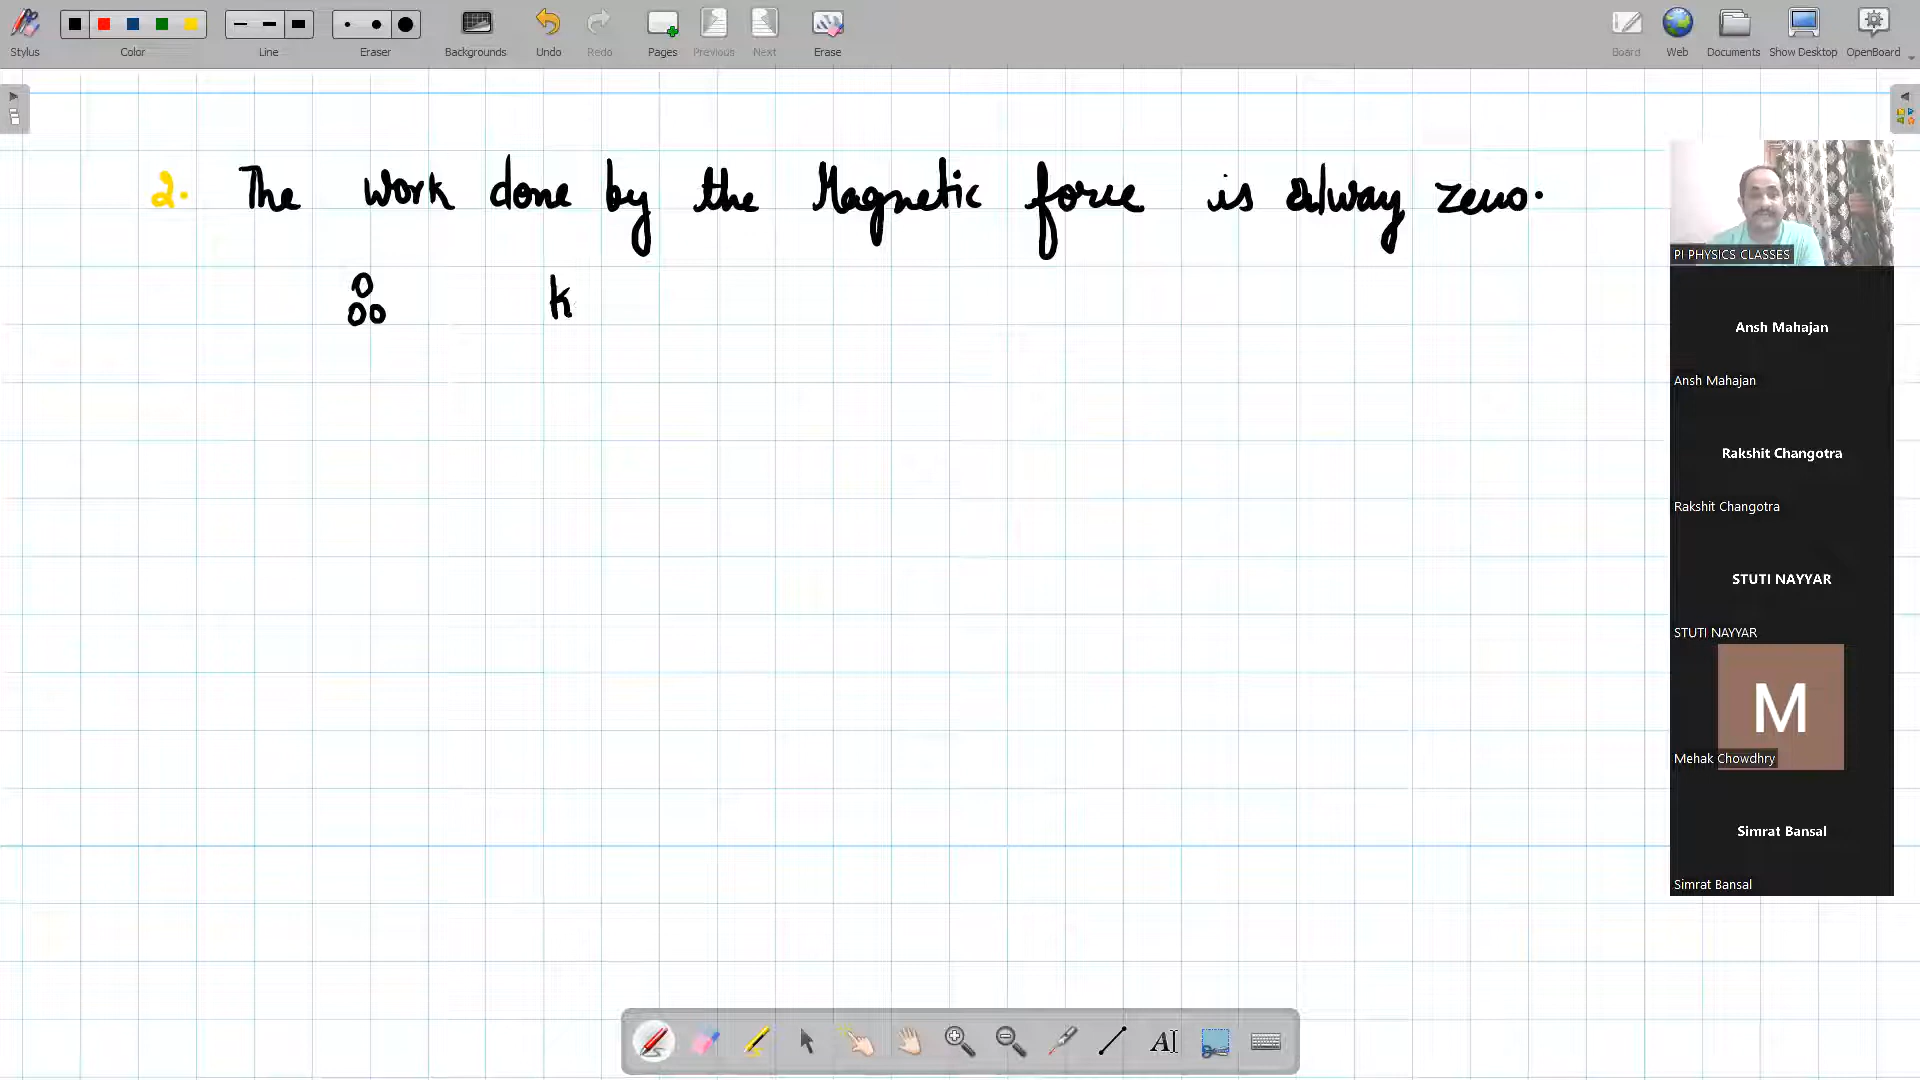 Stylus
Color
Line
Eraser
Backgrounds
Undo
Redo
Pages
Previous
Next
Erase
Board
Web
Documents
Show Desktop
OpenBoard
2. The work done by the Magnetic force is alway zero.
k
PI PHYSICS CLASSES
Ansh Mahajan
Ansh Mahajan
Rakshit Changotra
Rakshit Changotra
STUTI NAYYAR
STUTI NAYYAR
M
Mehak Chowdhry
Simrat Bansal
Simrat Bansal